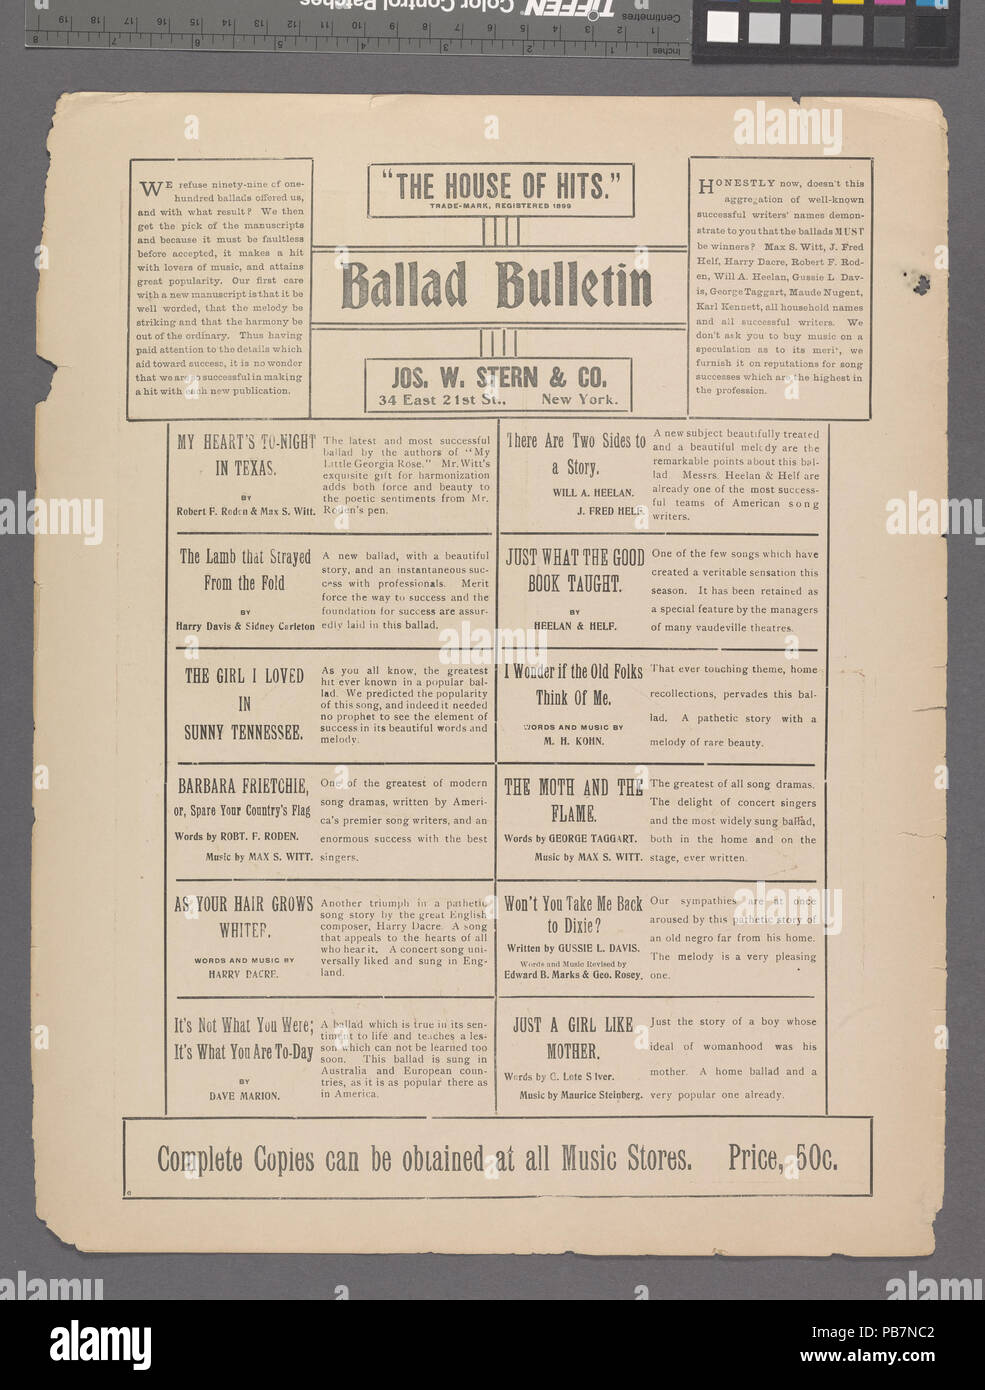 TIFFEN Color Control Patches
Centimetres
Inches
"THE HOUSE OF HITS."
TRADE-MARK, REGISTERED 1899
Ballad Bulletin
JOS. W. STERN & CO.
34 East 21st St., New York.
WE refuse ninety-nine of one-
hundred ballads offered us,
and with what result? We then
get the pick of the manuscripts
and because it must be faultless
before accepted, it makes a hit
with lovers of music, and attains
great popularity. Our first care
with a new manuscript is that it be
well worded, that the melody be
striking and that the harmony be
out of the ordinary. Thus having
paid attention to the details which
aid toward success, it is no wonder
that we are so successful in making
a hit with each new publication.
HONESTLY now, doesn't this
aggregation of well-known
successful writers' names demon-
strate to you that the ballads MUST
be winners? Max S. Witt, J. Fred
Helf, Harry Dacre, Robert F. Rod-
en, Will A. Heelan, Gussie L Dav-
is, George Taggart, Maude Nugent,
Karl Kennett, all household names
and all successful writers. We
don't ask you to buy music on a
speculation as to its merit, we
furnish it on reputations for song
successes which are the highest in
the profession.
MY HEART'S TO-NIGHT
IN TEXAS.
BY
Robert F. Roden & Max S. Witt.
The latest and most successful
ballad by the authors of "My
Little Georgia Rose." Mr. Witt's
exquisite gift for harmonization
adds both force and beauty to
the poetic sentiments from Mr.
Roden's pen.
There Are Two Sides to
a Story.
WILL A. HEELAN.
J. FRED HELF.
A new subject beautifully treated
and a beautiful melody are the
remarkable points about this bal-
lad. Messrs. Heelan & Helf are
already one of the most success-
ful teams of American song
writers.
The Lamb that Strayed
From the Fold
BY
Harry Davis & Sidney Carleton
A new ballad, with a beautiful
story, and an instantaneous suc-
cess with professionals. Merit
force the way to success and the
foundation for success are assur-
edly laid in this ballad.
JUST WHAT THE GOOD
BOOK TAUGHT.
BY
HEELAN & HELF.
One of the few songs which have
created a veritable sensation this
season. It has been retained as
a special feature by the managers
of many vaudeville theatres.
THE GIRL I LOVED
IN
SUNNY TENNESSEE.
As you all know, the greatest
hit ever known in a popular bal-
lad. We predicted the popularity
of this song, and indeed it needed
no prophet to see the element of
success in its beautiful words and
melody.
I Wonder if the Old Folks
Think Of Me.
WORDS AND MUSIC BY
M. H. KOHN.
That ever touching theme, home
recollections, pervades this bal-
lad. A pathetic story with a
melody of rare beauty.
BARBARA FRIETCHIE,
or, Spare Your Country's Flag
Words by ROBT. F. RODEN.
Music by MAX S. WITT.
One of the greatest of modern
song dramas, written by Ameri-
ca's premier song writers, and an
enormous success with the best
singers.
THE MOTH AND THE
FLAME.
Words by GEORGE TAGGART.
Music by MAX S. WITT.
The greatest of all song dramas.
The delight of concert singers
and the most widely sung ballad,
both in the home and on the
stage, ever written.
AS YOUR HAIR GROWS
WHITER.
WORDS AND MUSIC BY
HARRY DACRE.
Another triumph in a pathetic
song story by the great English
composer, Harry Dacre. A song
that appeals to the hearts of all
who hear it. A concert song uni-
versally liked and sung in Eng-
land.
Won't You Take Me Back
to Dixie?
Written by GUSSIE L. DAVIS.
Words and Music Revised by
Edward B. Marks & Geo. Rosey.
Our sympathies are at once
aroused by this pathetic story of
an old negro far from his home.
The melody is a very pleasing
one.
It's Not What You Were;
It's What You Are To-Day
BY
DAVE MARION.
A ballad which is true in its sen-
timent to life and teaches a les-
son which can not be learned too
soon. This ballad is sung in
Australia and European coun-
tries, as it is as popular there as
in America.
JUST A GIRL LIKE
MOTHER.
Words by C. Lote Silver.
Music by Maurice Steinberg.
Just the story of a boy whose
ideal of womanhood was his
mother. A home ballad and a
very popular one already.
Complete Copies can be obtained at all Music Stores. Price, 50c.
alamy
Image ID: PB7NC2
www.alamy.com